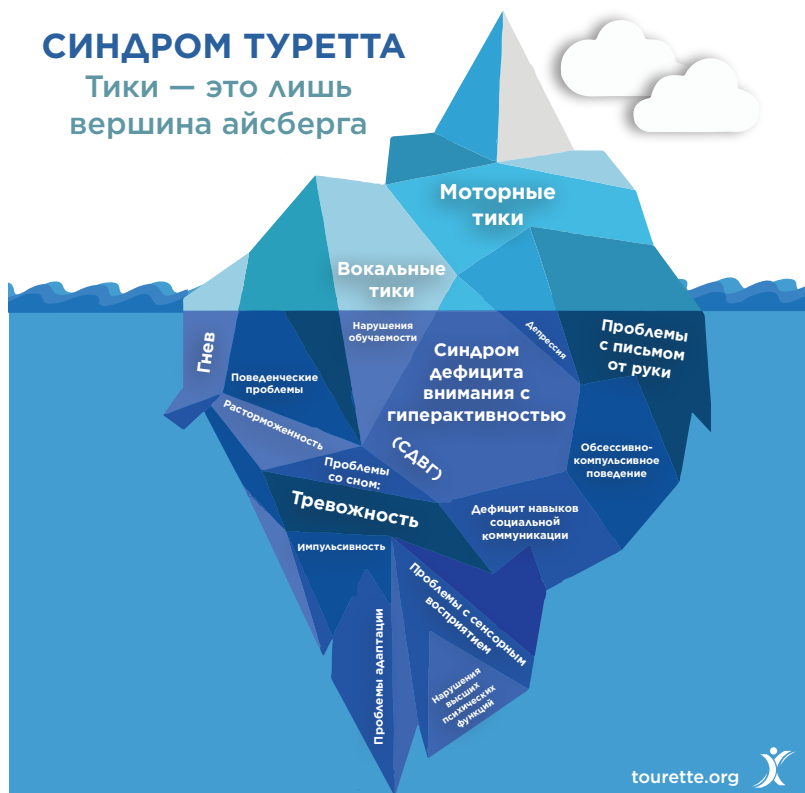 СИНДРОМ ТУРЕТТА
Тики — это лишь
вершина айсберга
Моторные
тики
Вокальные
тики
Гнев
Нарушения
обучаемости
Депрессия
Проблемы
с письмом
от руки
Синдром
дефицита
внимания с
гиперактивностью
(СДВГ)
Поведенческие
проблемы
Расторможенность
Обсессивно-
компульсивное
поведение
Проблемы
со сном:
Тревожность
Дефицит навыков
социальной
коммуникации
Импульсивность
Проблемы с сенсорным
восприятием
Проблемы адаптации
Нарушения
высших
психических
функций
tourette.org